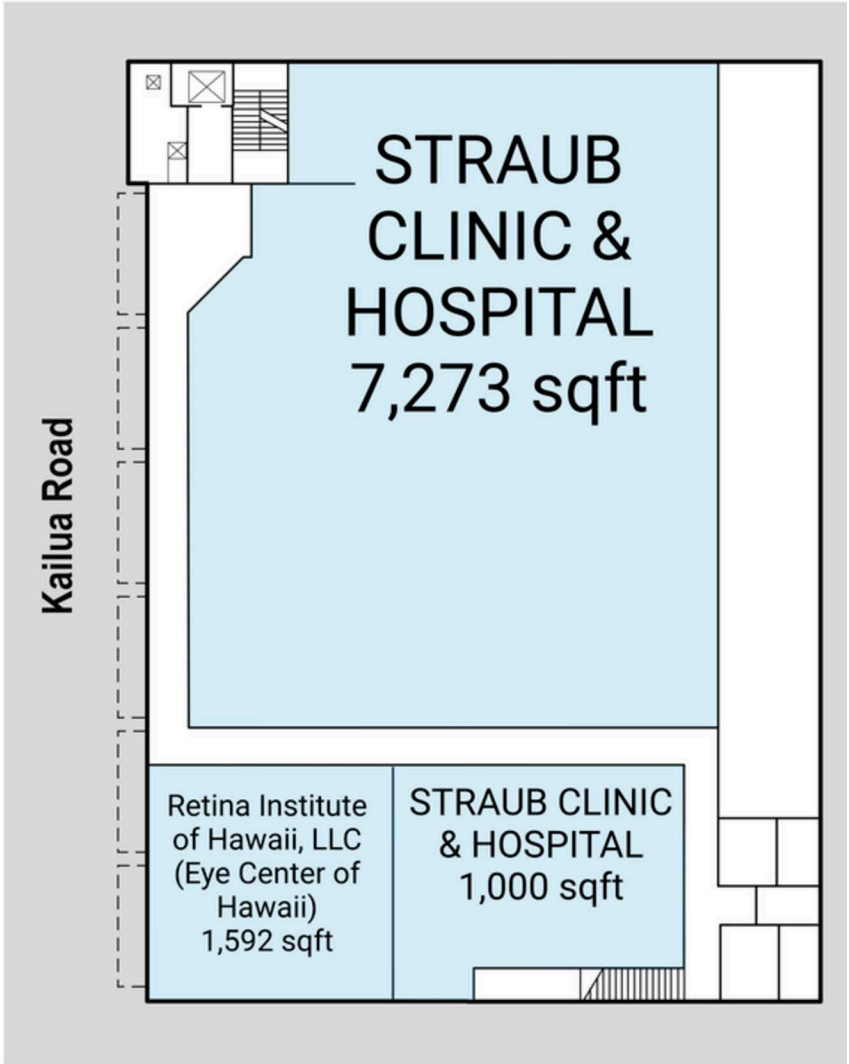 STRAUB
CLINIC &
HOSPITAL
7,273 sqft
Kailua Road
Retina Institute
of Hawaii, LLC
(Eye Center of
Hawaii)
1,592 sqft
STRAUB CLINIC
& HOSPITAL
1,000 sqft